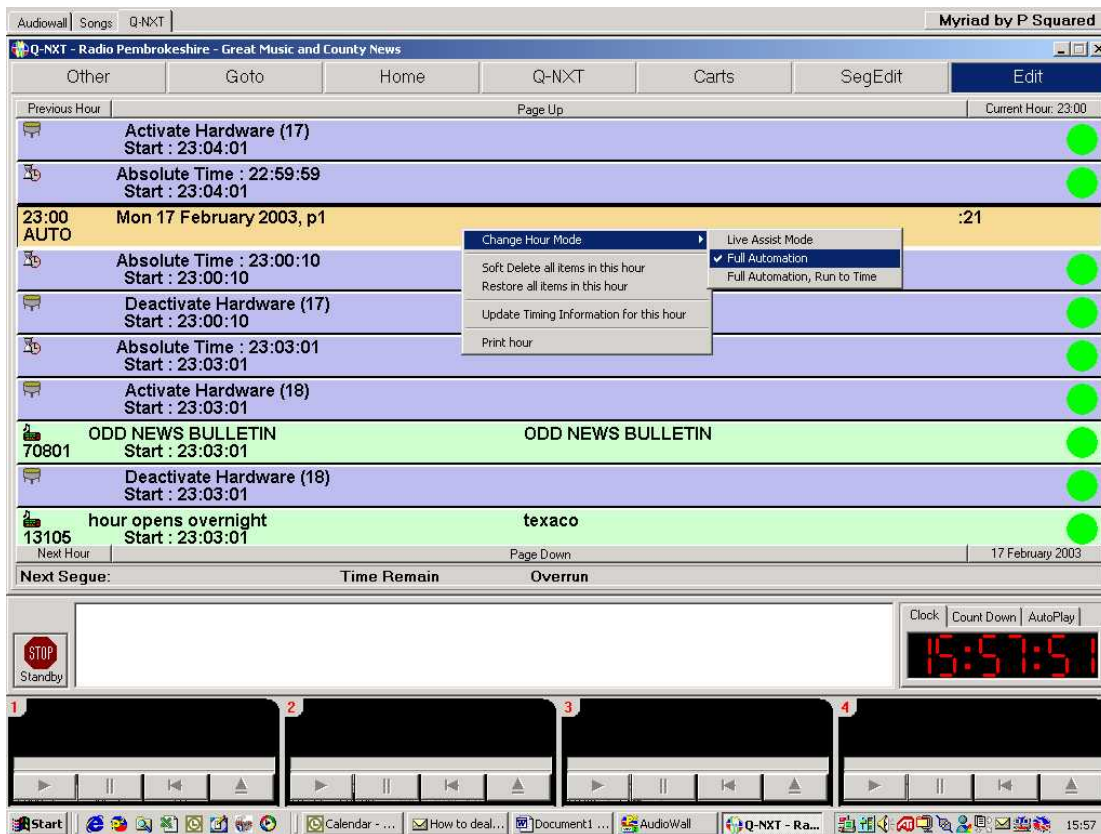 Audiowall Songs Q-NXT Myriad by P Squared
Q-NXT - Radio Pembrokeshire - Great Music and County News
Other Goto Home Q-NXT Carts SegEdit Edit
Previous Hour Page Up Current Hour: 23:00
Activate Hardware (17)
Start : 23:04:01
Absolute Time : 22:59:59
Start : 23:04:01
23:00 Mon 17 February 2003, p1 :21
AUTO
Change Hour Mode
Soft Delete all items in this hour
Restore all items in this hour
Update Timing Information for this hour
Print hour
Live Assist Mode
Full Automation
Full Automation, Run to Time
Absolute Time : 23:00:10
Start : 23:00:10
Deactivate Hardware (17)
Start : 23:00:10
Absolute Time : 23:03:01
Start : 23:03:01
Activate Hardware (18)
Start : 23:03:01
ODD NEWS BULLETIN ODD NEWS BULLETIN
70801 Start : 23:03:01
Deactivate Hardware (18)
Start : 23:03:01
hour opens overnight texaco
13105 Start : 23:03:01
Next Hour Page Down 17 February 2003
Next Segue: Time Remain Overrun
Clock Count Down AutoPlay
STOP
Standby
15:57:51
1 2 3 4
Start Calendar - ... How to deal... Document1 ... AudioWall Q-NXT - Ra... 15:57